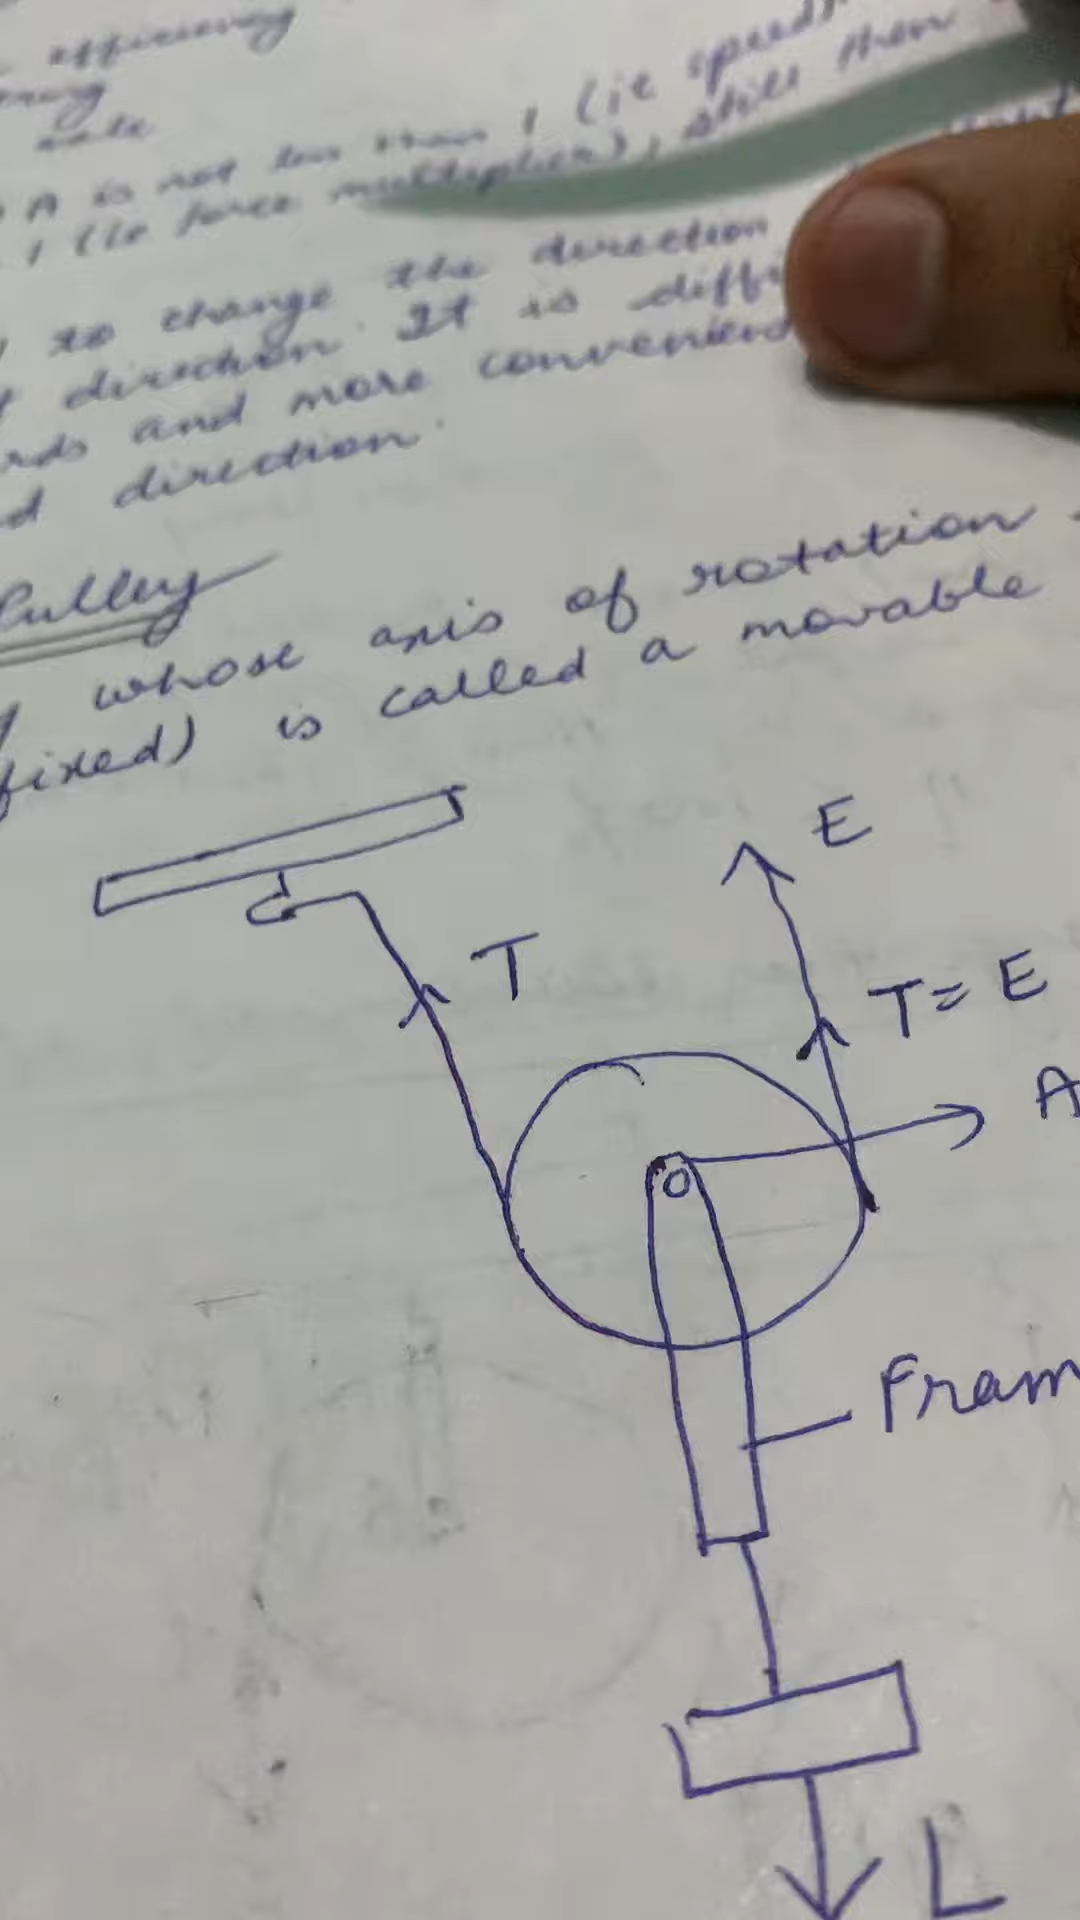 efficiency
A is not less than 1 (ie speed
1 (ie force multiplier), still then
to change the direction
direction. It is
and more convenient
direction.
Pulley
whose axis of rotation
fixed) is called a movable
E
T
T = E
A
O
Fram
L